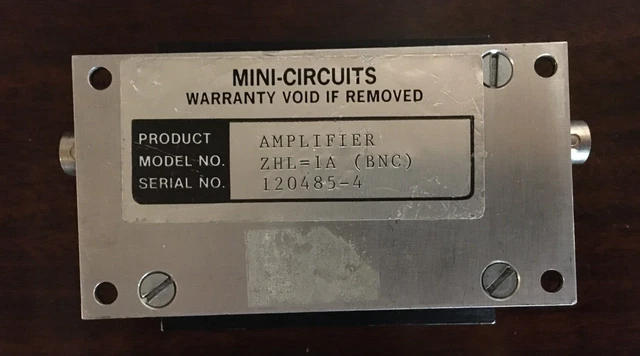 MINI-CIRCUITS
WARRANTY VOID IF REMOVED
PRODUCT AMPLIFIER
MODEL NO. ZHL=1A (BNC)
SERIAL NO. 120485-4